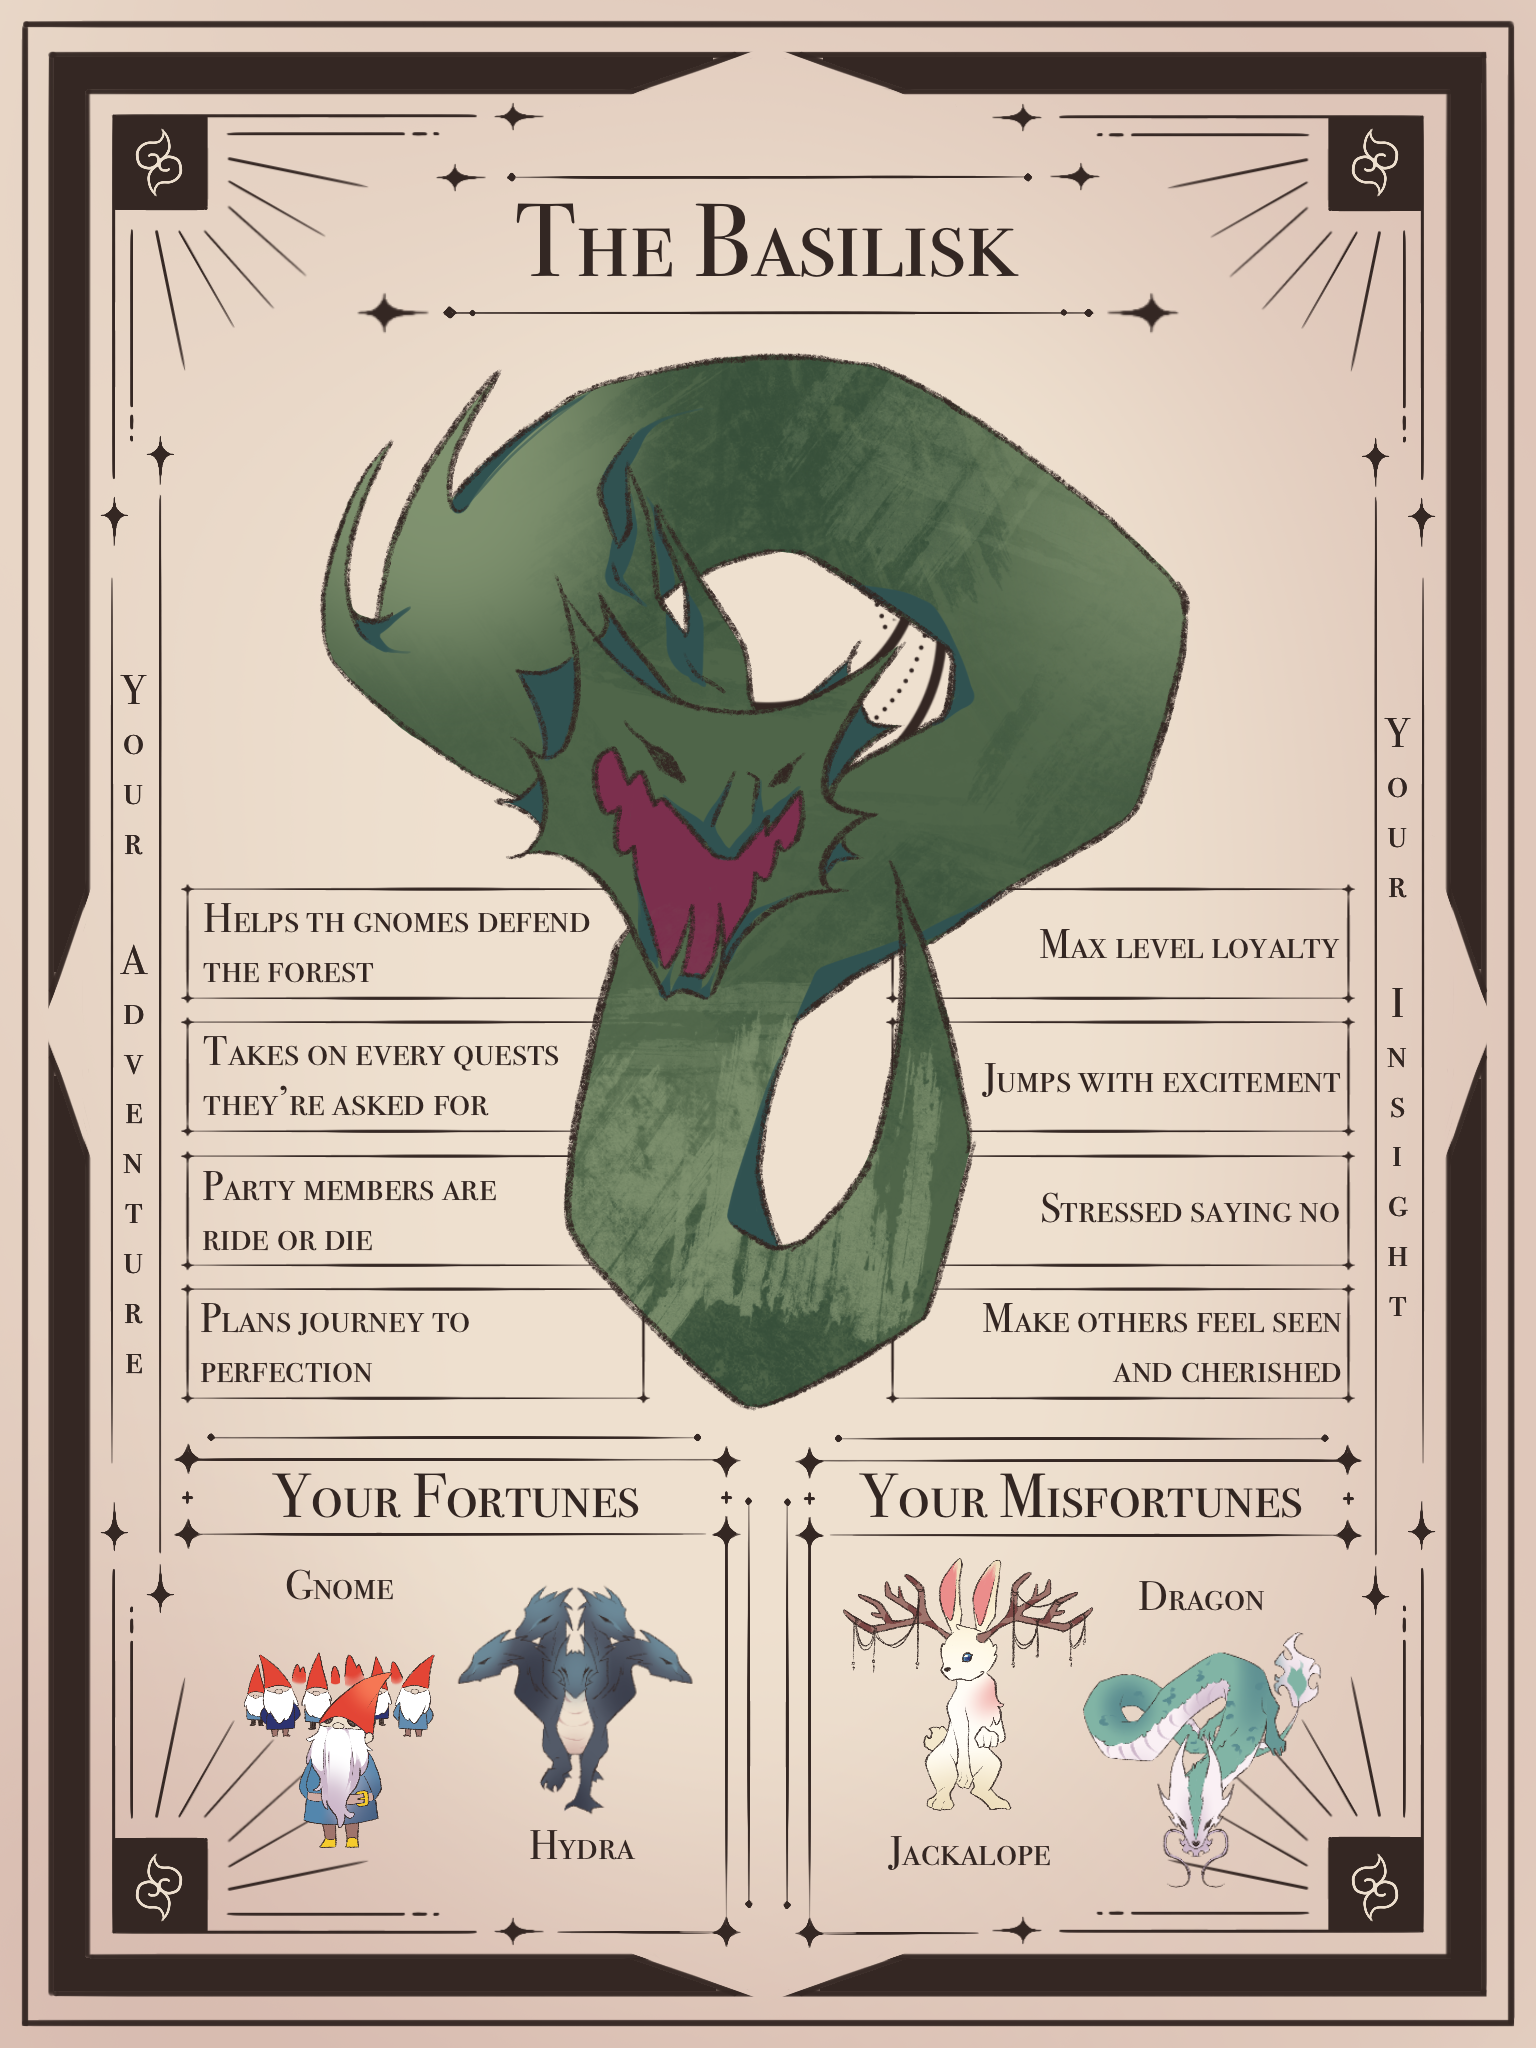 The Basilisk
Your Adventure
Helps th gnomes defend
the forest
Takes on every quests
they're asked for
Party members are
ride or die
Plans journey to
perfection
Your Insight
Max level loyalty
Jumps with excitement
Stressed saying no
Make others feel seen
and cherished
Your Fortunes
Gnome
Hydra
Your Misfortunes
Jackalope
Dragon